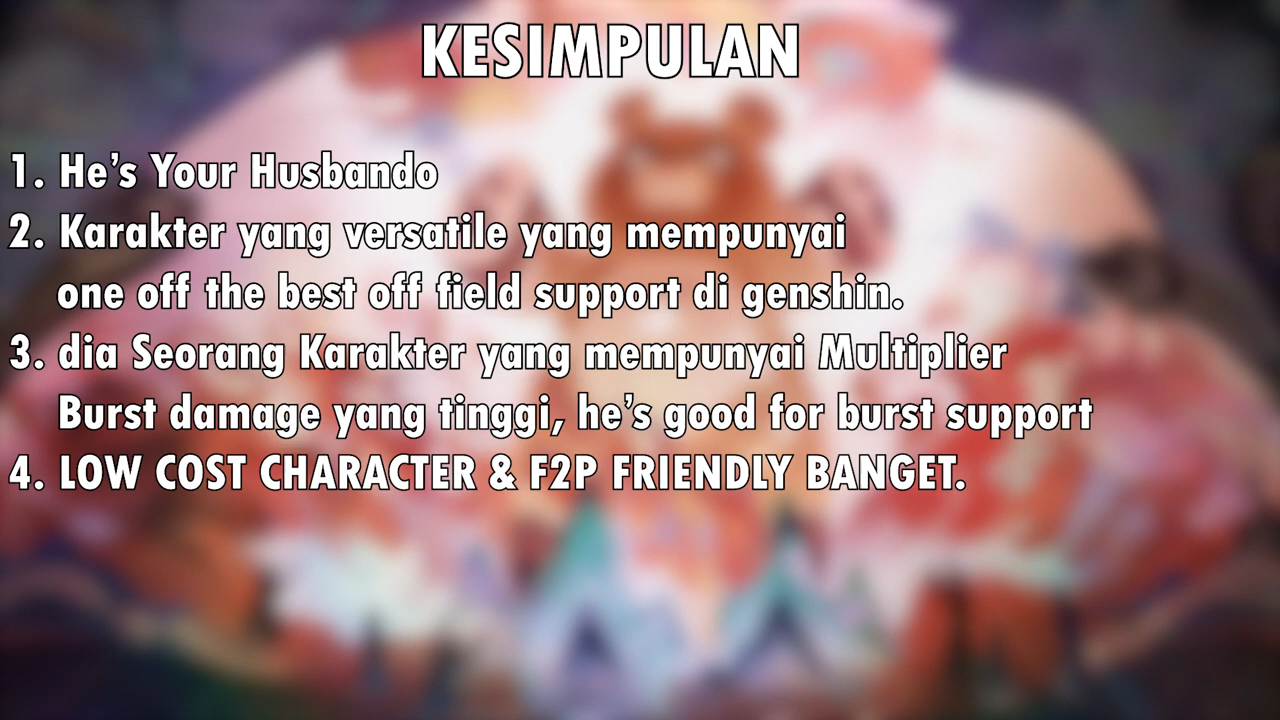 KESIMPULAN
1. He's Your Husbando
2. Karakter yang versatile yang mempunyai
one off the best off field support di genshin.
3. dia Seorang Karakter yang mempunyai Multiplier
Burst damage yang tinggi, he's good for burst support
4. LOW COST CHARACTER & F2P FRIENDLY BANGET.